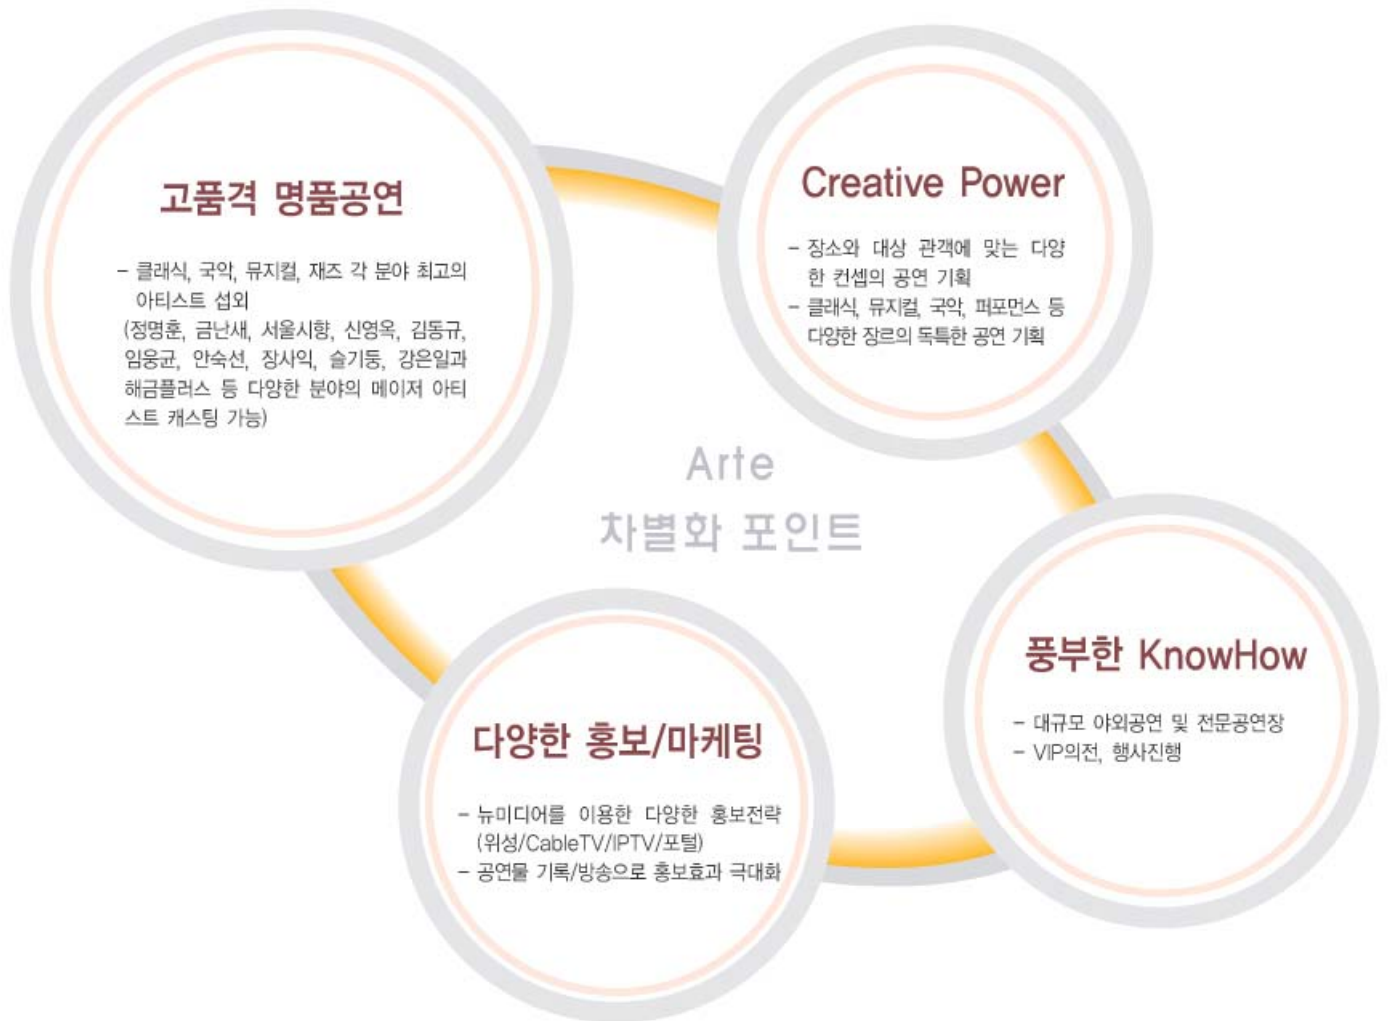 고품격 명품공연
- 클래식, 국악, 뮤지컬, 재즈 각 분야 최고의
아티스트 섭외
(정명훈, 금난새, 서울시향, 신영옥, 김동규,
임웅균, 안숙선, 장사익, 슬기둥, 강은일과
해금플러스 등 다양한 분야의 메이저 아티
스트 캐스팅 가능)
Creative Power
- 장소와 대상 관객에 맞는 다양
한 컨셉의 공연 기획
- 클래식, 뮤지컬, 국악, 퍼포먼스 등
다양한 장르의 독특한 공연 기획
Arte
차별화 포인트
풍부한 KnowHow
- 대규모 야외공연 및 전문공연장
- VIP의전, 행사진행
다양한 홍보/마케팅
- 뉴미디어를 이용한 다양한 홍보전략
(위성/CableTV/IPTV/포털)
- 공연물 기록/방송으로 홍보효과 극대화